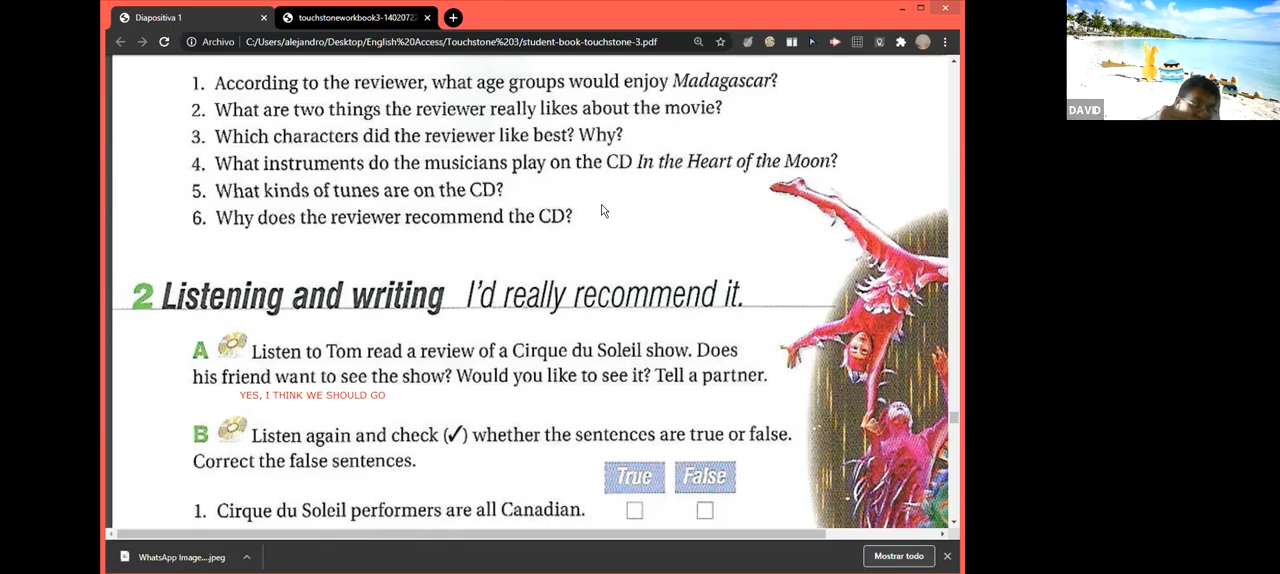 Diapositiva 1
touchstoneworkbook3-1402072
Archivo
C:/Users/alejandro/Desktop/English%20Access/Touchstone%203/student-book-touchstone-3.pdf
DAVID
1. According to the reviewer, what age groups would enjoy Madagascar?
2. What are two things the reviewer really likes about the movie?
3. Which characters did the reviewer like best? Why?
4. What instruments do the musicians play on the CD In the Heart of the Moon?
5. What kinds of tunes are on the CD?
6. Why does the reviewer recommend the CD?
2 Listening and writing I'd really recommend it.
A Listen to Tom read a review of a Cirque du Soleil show. Does
his friend want to see the show? Would you like to see it? Tell a partner.
YES, I THINK WE SHOULD GO
B Listen again and check (✓) whether the sentences are true or false.
Correct the false sentences.
True False
1. Cirque du Soleil performers are all Canadian.
WhatsApp Image....jpeg
Mostrar todo